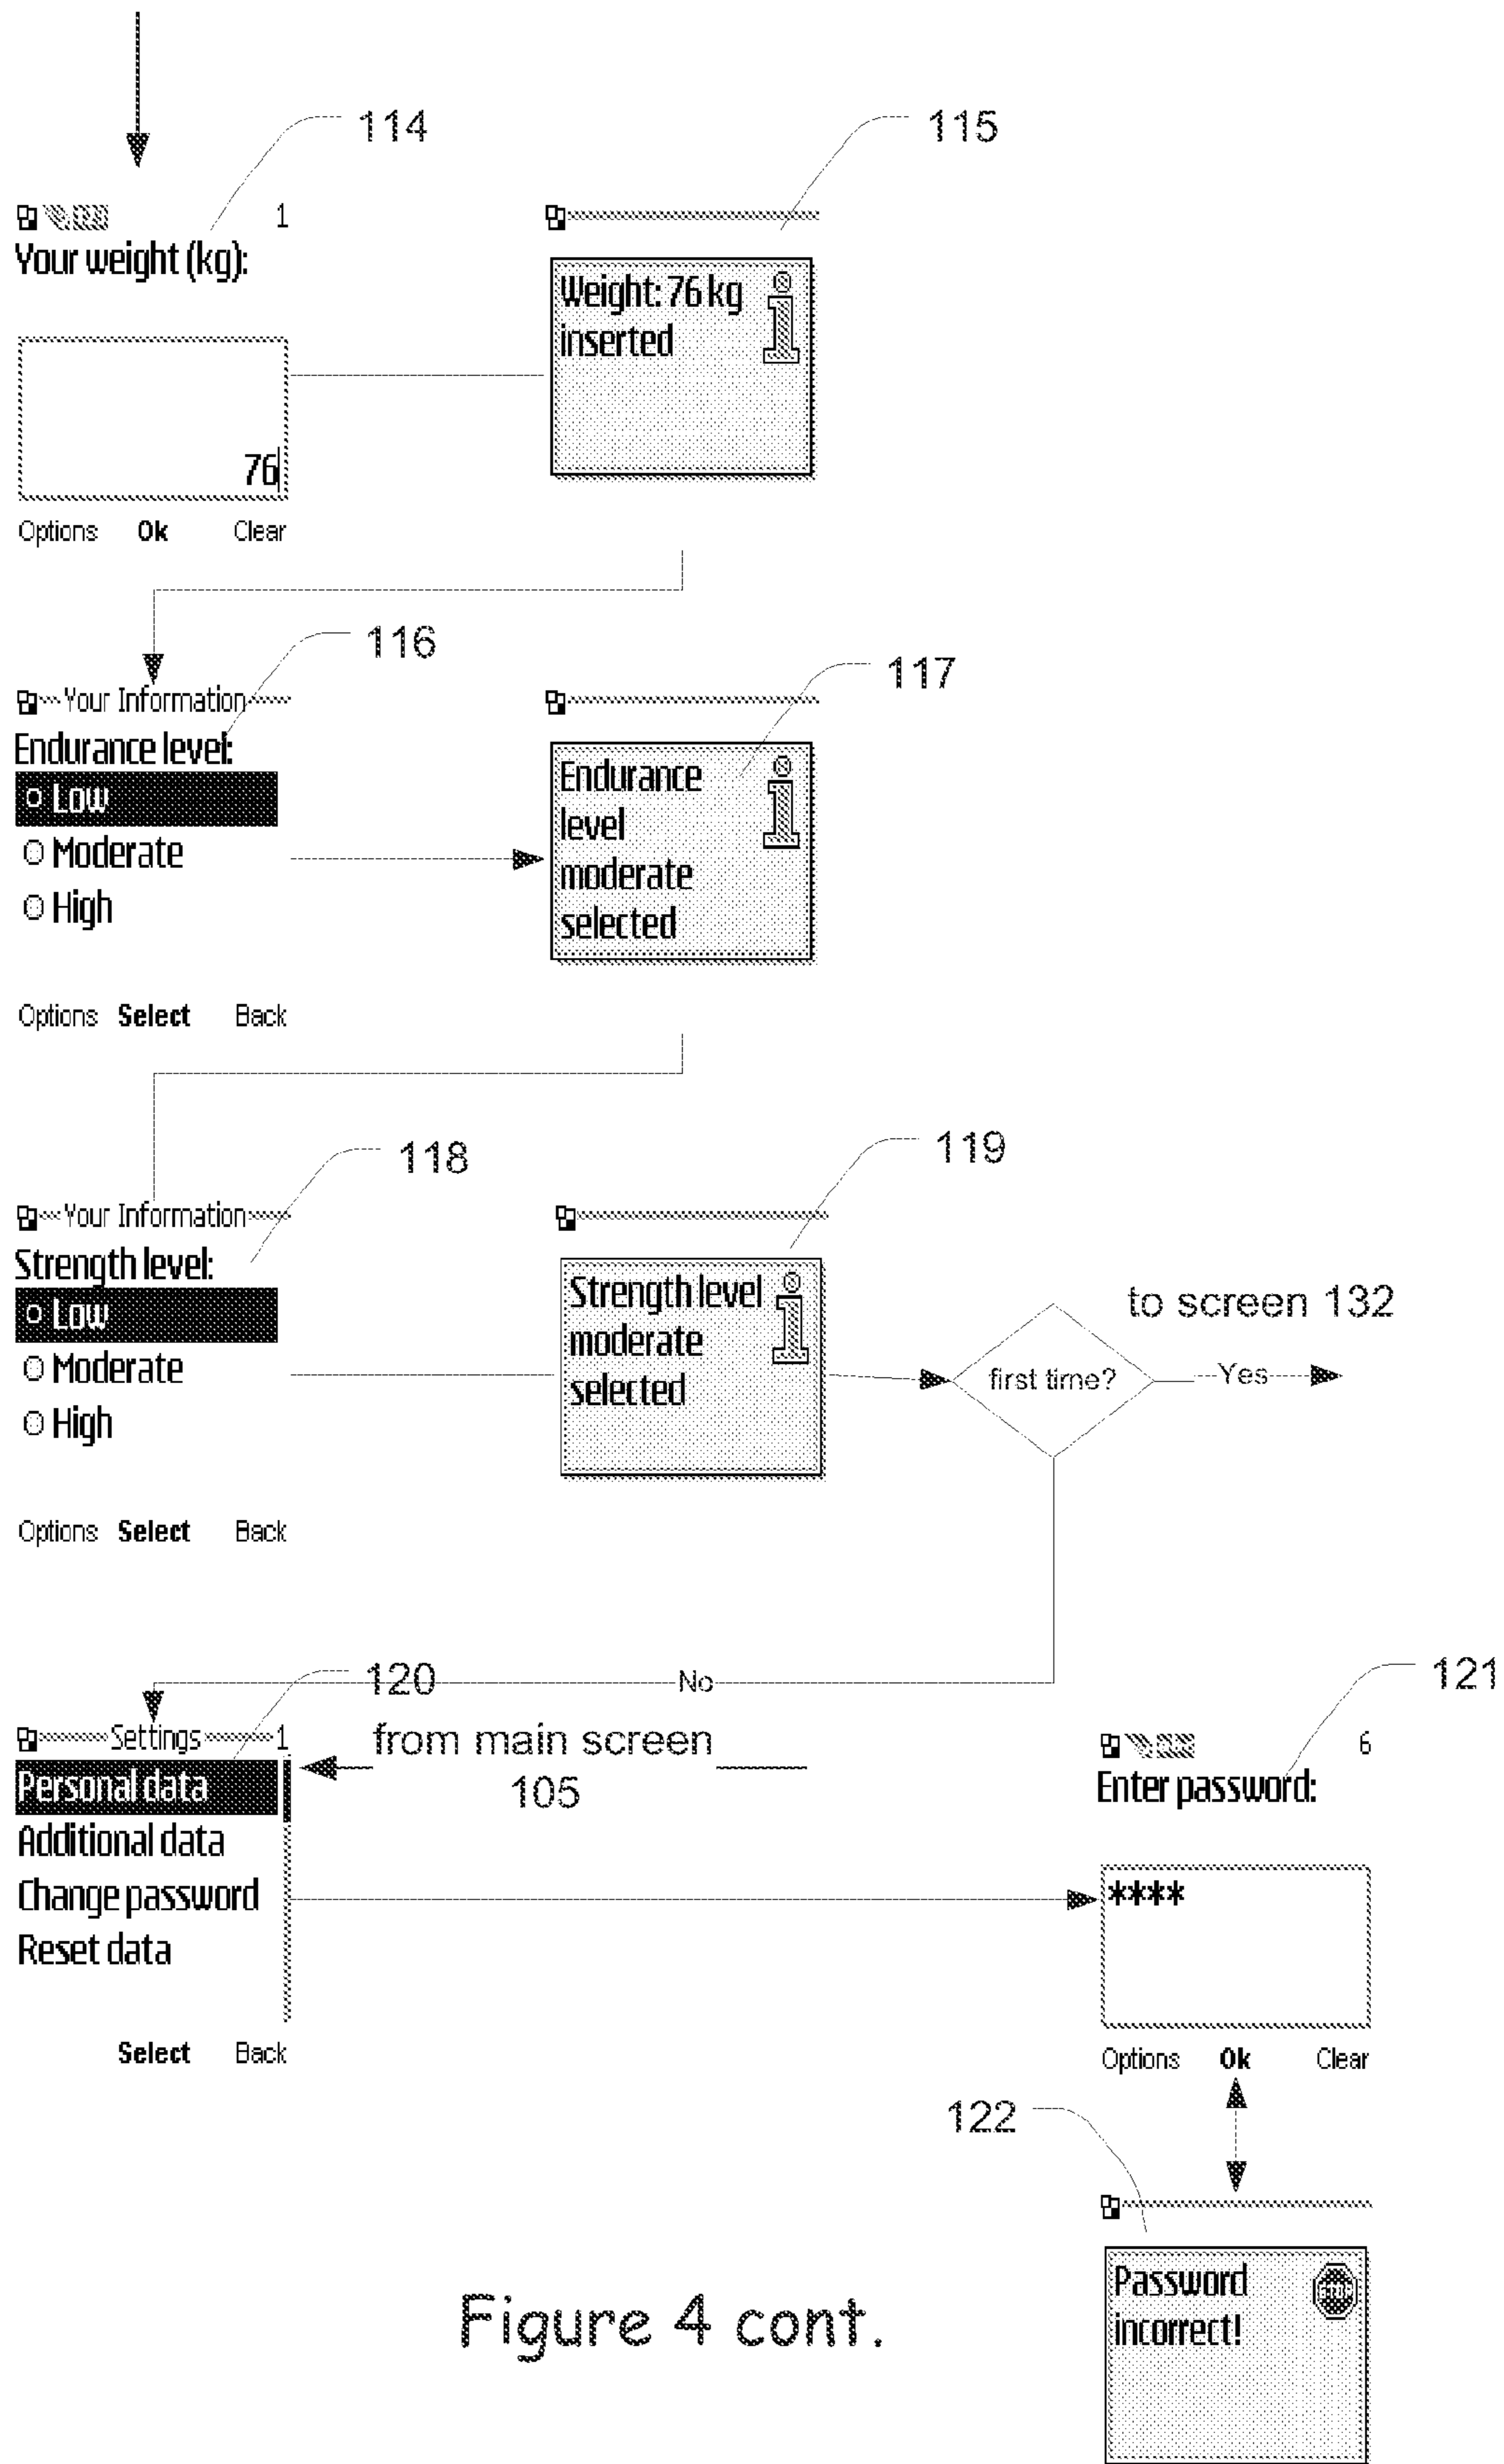 114
115
1
Your weight (kg):
76
Options Ok Clear
Weight: 76 kg
inserted
116
117
Your Information
Endurance level:
Low
Moderate
High
Options Select Back
Endurance
level
moderate
selected
118
119
Your Information
Strength level:
Low
Moderate
High
Options Select Back
Strength level
moderate
selected
first time?
to screen 132
Yes
No
120
Settings 1
Personal data
Additional data
Change password
Reset data
Select Back
from main screen
105
121
6
Enter password:
****
Options Ok Clear
122
Password
incorrect!
STOP
Figure 4 cont.